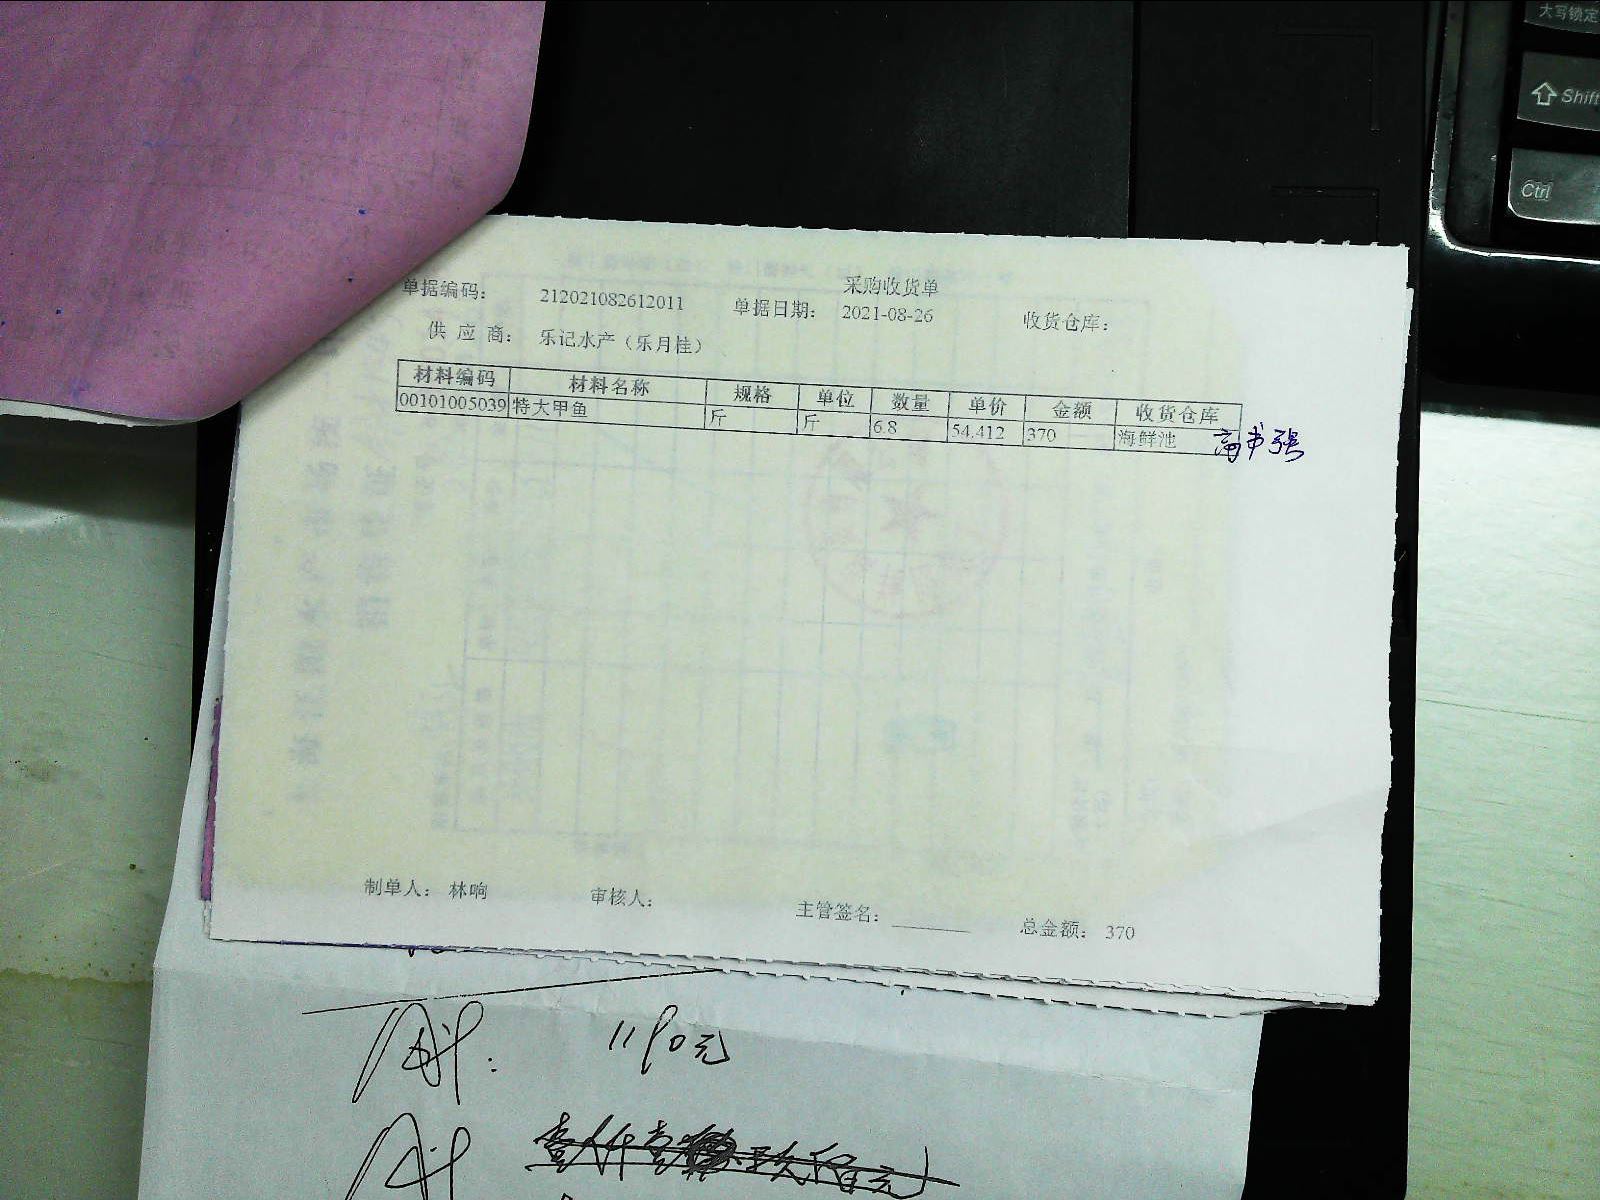 大写锁定
Shift
Ctrl
采购收货单
单据编码： 212021082612011 单据日期： 2021-08-26 收货仓库：
供 应 商： 乐记水产（乐月桂）
材料编码 材料名称 规格 单位 数量 单价 金额 收货仓库
00101005039 特大甲鱼 斤 斤 6.8 54.412 370 海鲜池 高书强
制单人： 林响 审核人： 主管签名： 总金额： 370
1190元